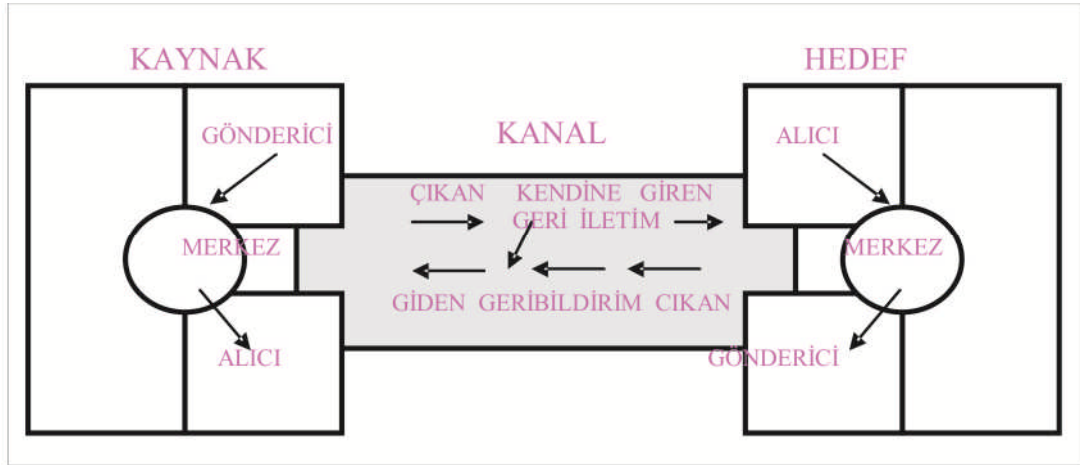 KAYNAK
HEDEF
GÖNDERİCİ
KANAL
ALICI
ÇIKAN KENDİNE GİREN
GERİ İLETİM
MERKEZ
MERKEZ
GİDEN GERİBİLDİRİM CIKAN
ALICI
GÖNDERİCİ